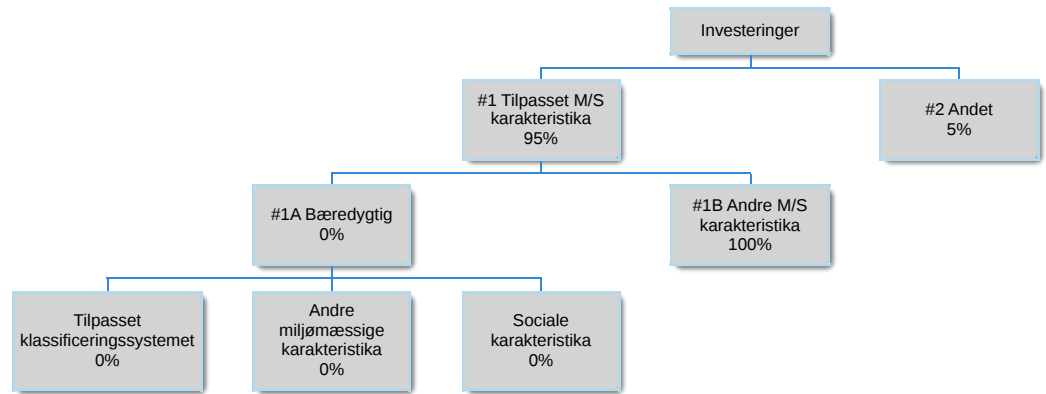 Investeringer
#1 Tilpasset M/S
karakteristika
95%
#2 Andet
5%
#1A Bæredygtig
0%
#1B Andre M/S
karakteristika
100%
Tilpasset
klassificeringssystemet
0%
Andre
miljømæssige
karakteristika
0%
Sociale
karakteristika
0%